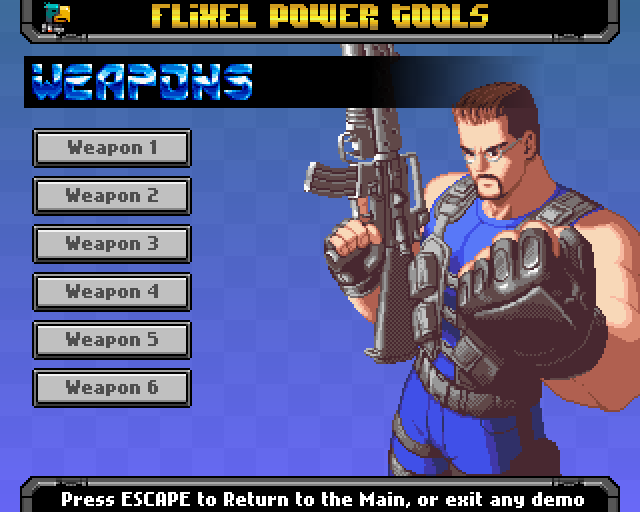 FLiXEL POWER TOOLS
WEAPONS
Weapon 1
Weapon 2
Weapon 3
Weapon 4
Weapon 5
Weapon 6
Press ESCAPE to Return to the Main, or exit any demo